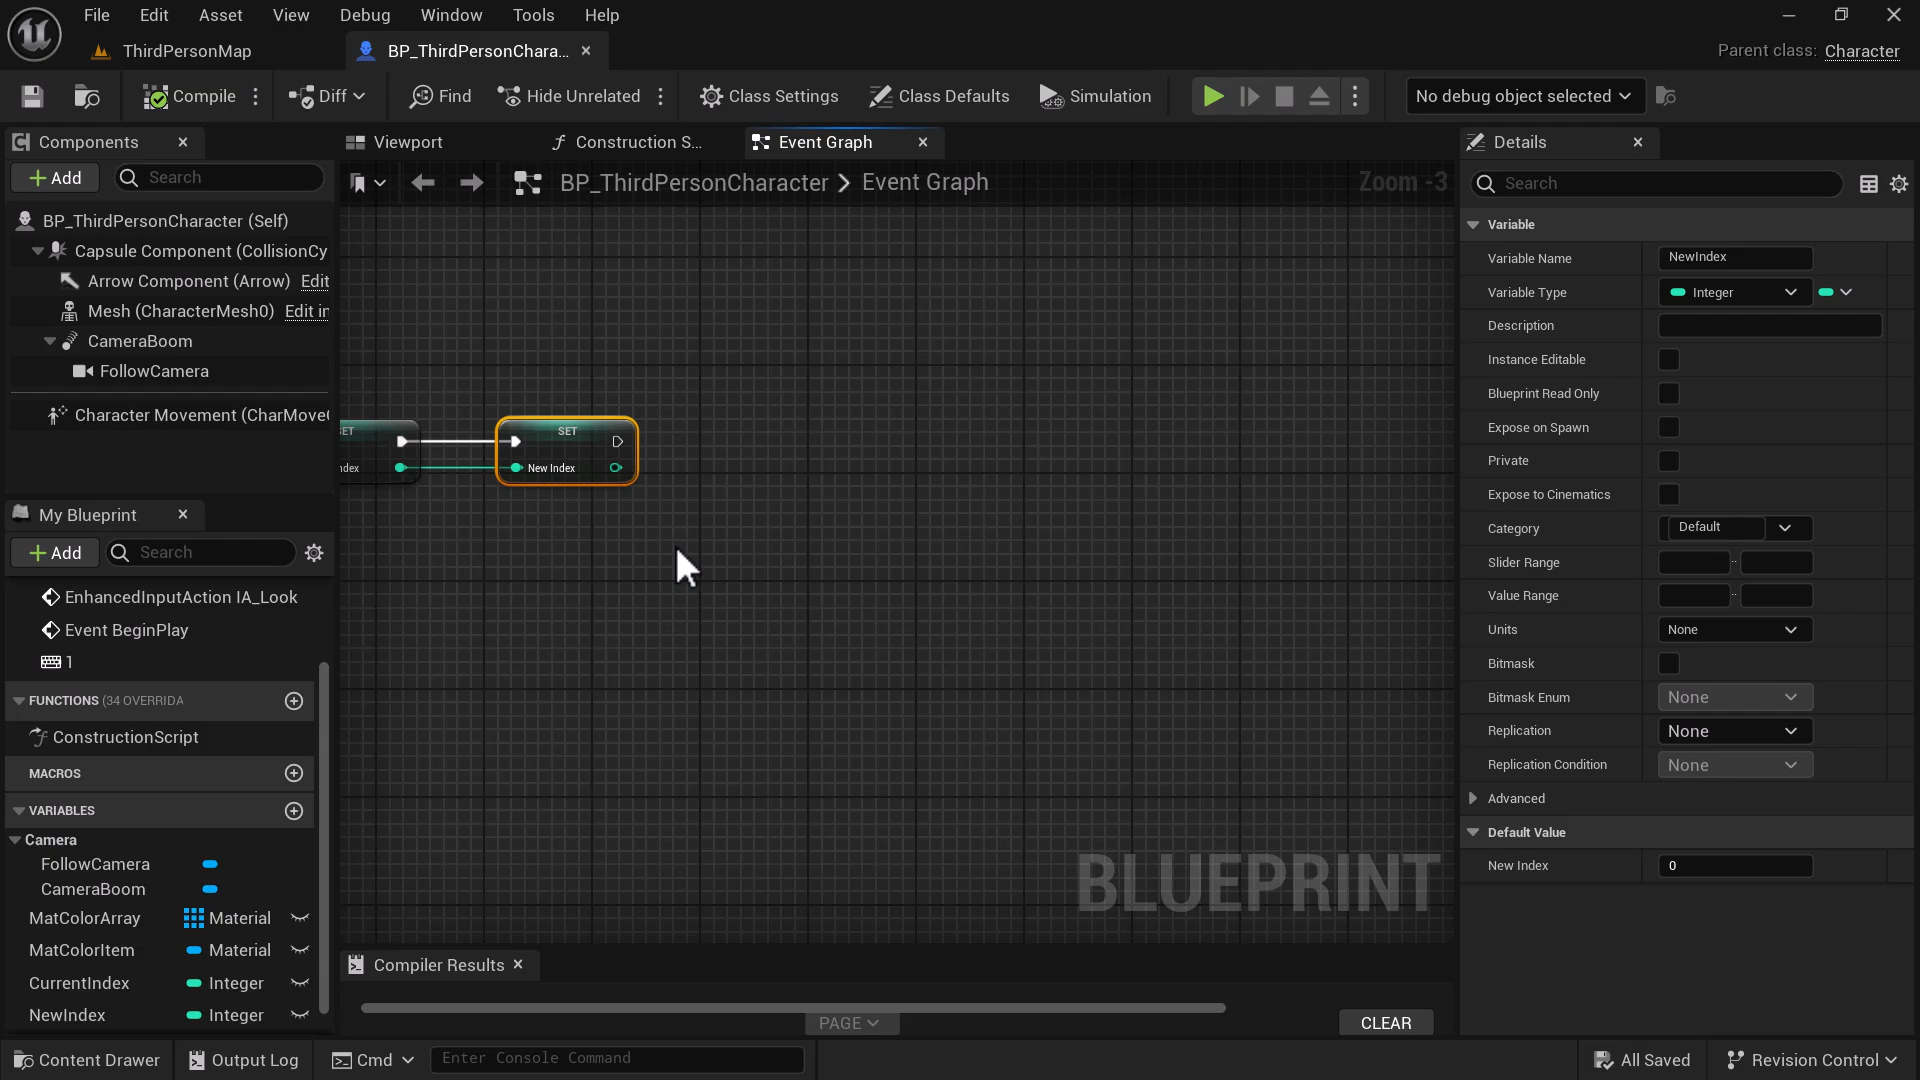 File Edit Asset View Debug Window Tools Help
ThirdPersonMap
BP_ThirdPersonChara...
Parent class: Character
Compile
Diff
Find
Hide Unrelated
Class Settings
Class Defaults
Simulation
No debug object selected
Components
Add
Search
BP_ThirdPersonCharacter (Self)
Capsule Component (CollisionCy
Arrow Component (Arrow) Edit
Mesh (CharacterMesh0) Edit in
CameraBoom
FollowCamera
Character Movement (CharMove
My Blueprint
Add
Search
EnhancedInputAction IA_Look
Event BeginPlay
1
FUNCTIONS (34 OVERRIDA
ConstructionScript
MACROS
VARIABLES
Camera
FollowCamera
CameraBoom
MatColorArray Material
MatColorItem Material
CurrentIndex Integer
NewIndex Integer
Viewport
Construction S...
Event Graph
BP_ThirdPersonCharacter > Event Graph
Zoom -3
SET
ndex
SET
New Index
BLUEPRINT
Compiler Results
PAGE
CLEAR
Details
Search
Variable
Variable Name NewIndex
Variable Type Integer
Description
Instance Editable
Blueprint Read Only
Expose on Spawn
Private
Expose to Cinematics
Category Default
Slider Range ..
Value Range ..
Units None
Bitmask
Bitmask Enum None
Replication None
Replication Condition None
Advanced
Default Value
New Index 0
Content Drawer
Output Log
Cmd
Enter Console Command
All Saved
Revision Control